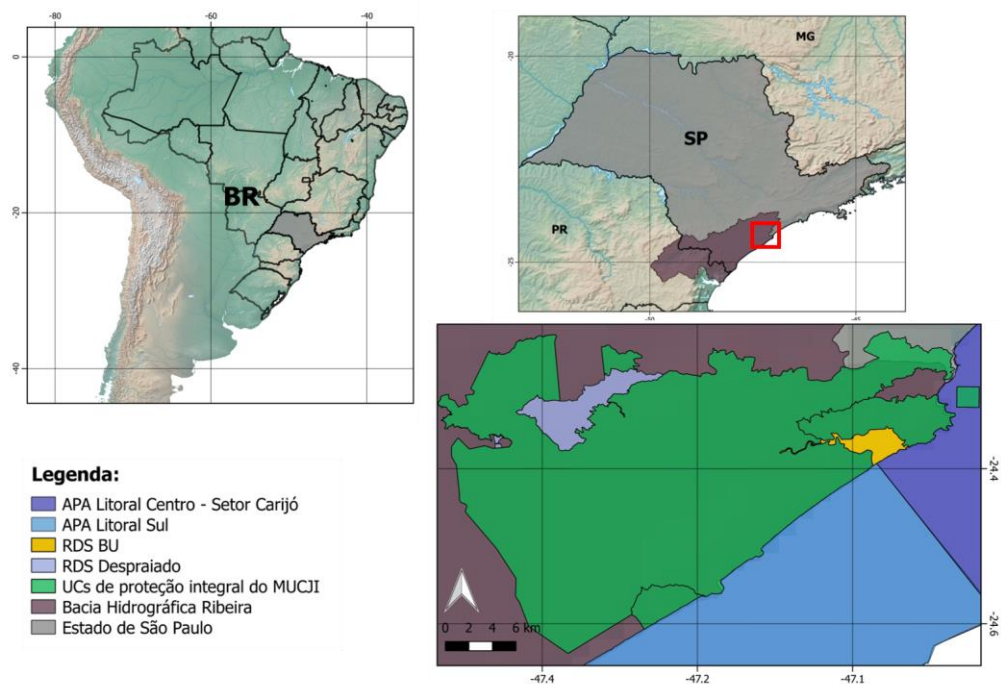 -80
-60
-40
0
-20
-40
BR
MG
SP
PR
-20
-25
-50
-45
-24.4
-24.6
0 2 4 6 km
-47.4
-47.2
-47.1
Legenda:
APA Litoral Centro - Setor Carijó
APA Litoral Sul
RDS BU
RDS Despraiado
UCs de proteção integral do MUCJI
Bacia Hidrográfica Ribeira
Estado de São Paulo